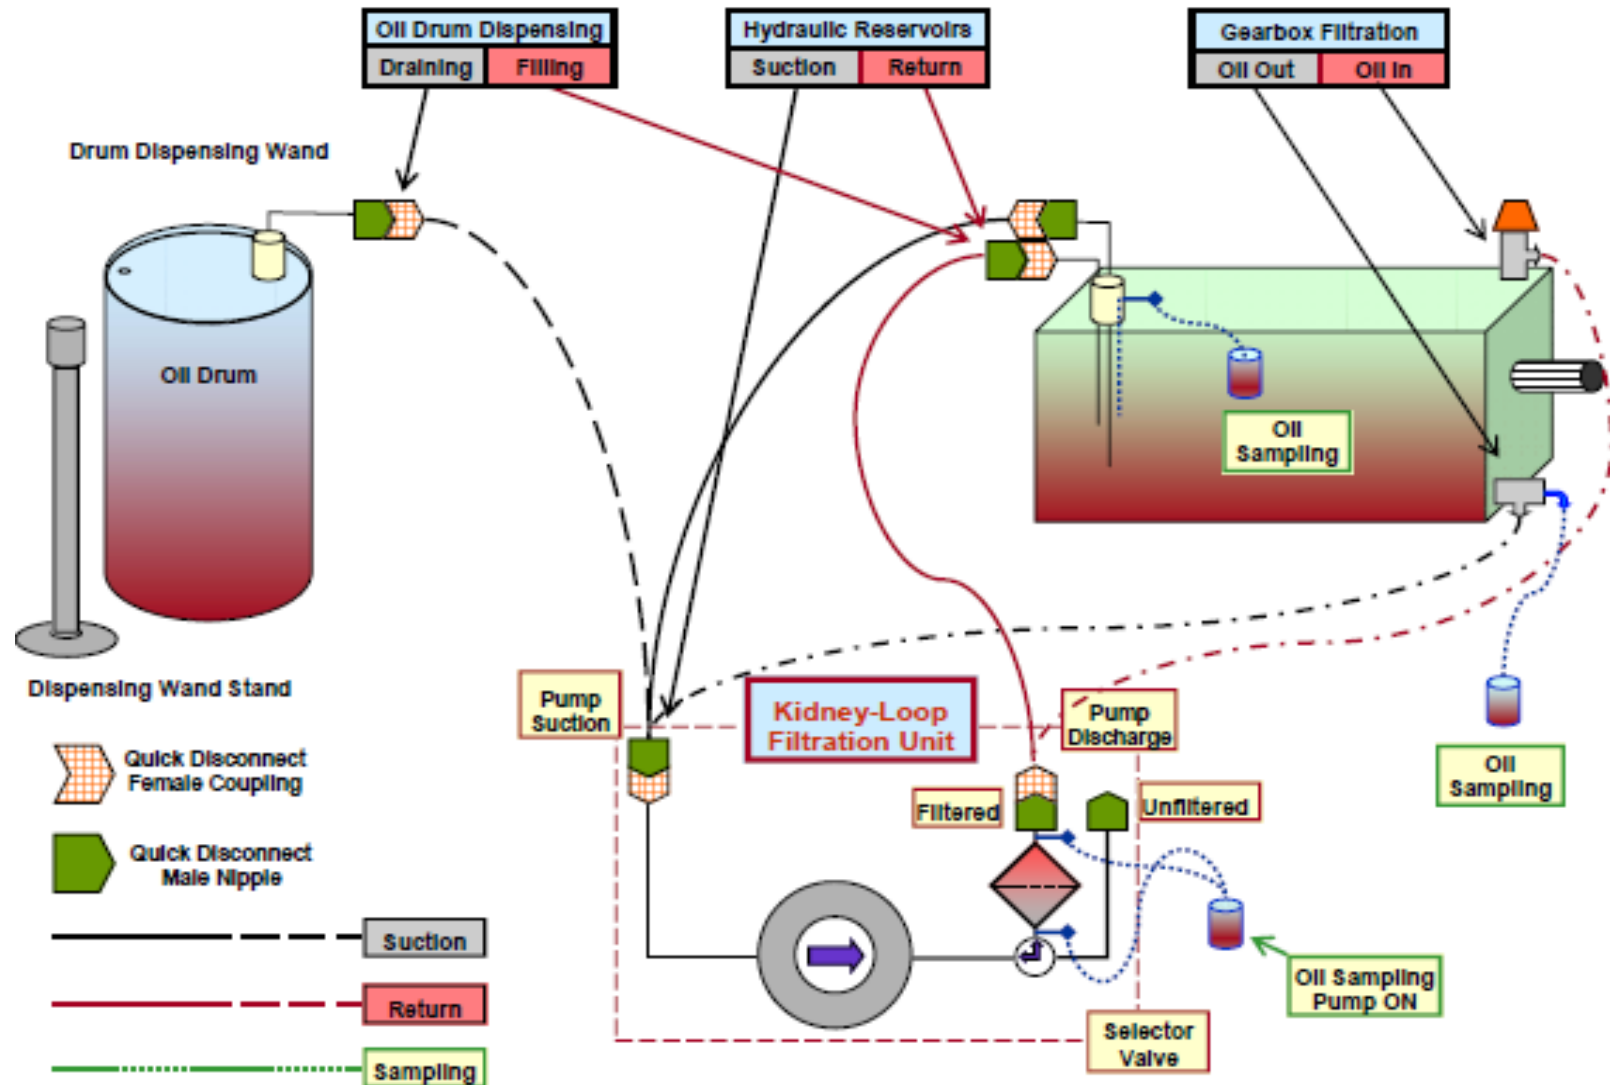 Oil Drum Dispensing
Draining Filling
Hydraulic Reservoirs
Suction Return
Gearbox Filtration
Oil Out Oil In
Drum Dispensing Wand
Oil Drum
Oil
Sampling
Dispensing Wand Stand
Pump
Suction
Kidney-Loop
Filtration Unit
Pump
Discharge
Oil
Sampling
Quick Disconnect
Female Coupling
Filtered
Unfiltered
Quick Disconnect
Male Nipple
Suction
Return
Sampling
Oil Sampling
Pump ON
Selector
Valve